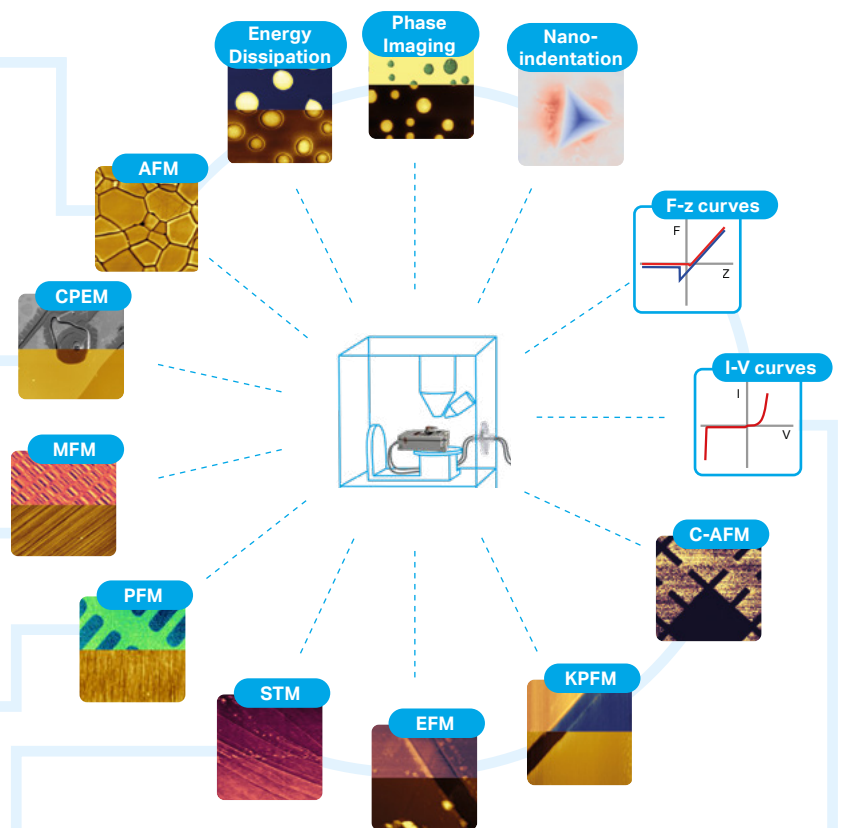 Energy
Dissipation
Phase
Imaging
Nano-
indentation
AFM
F-z curves
F
Z
CPEM
I-V curves
I
V
MFM
C-AFM
PFM
KPFM
STM
EFM